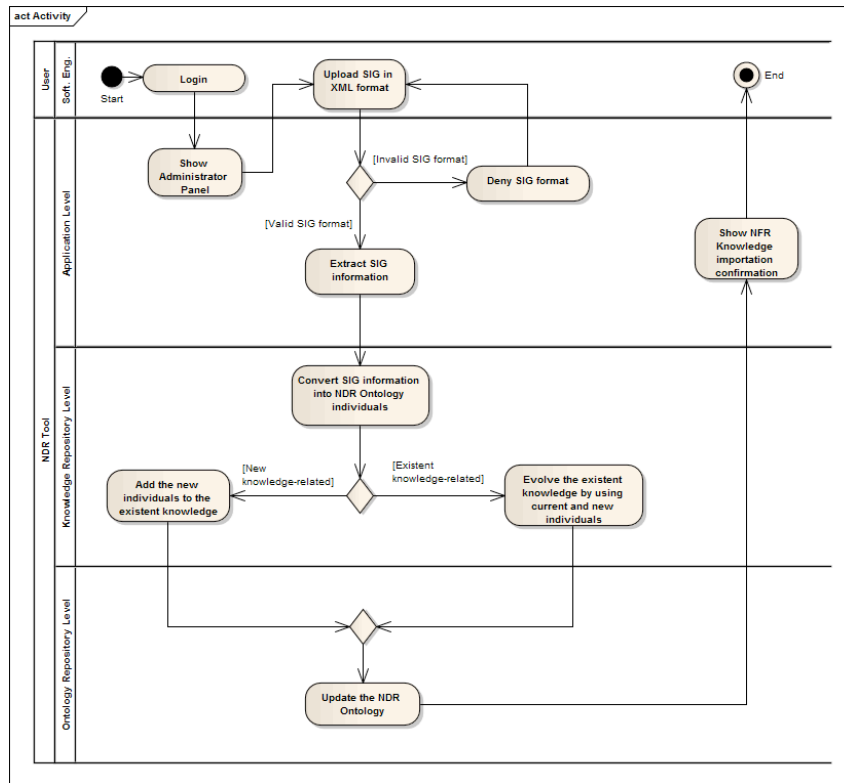 act Activity
User
Soft. Eng.
Start
Login
Upload SIG in
XML format
End
NDR Tool
Application Level
Show
Administrator
Panel
[Invalid SIG format]
Deny SIG format
[Valid SIG format]
Extract SIG
information
Show NFR
Knowledge
importation
confirmation
Knowledge Repository Level
Convert SIG information
into NDR Ontology
individuals
[New
knowledge-related]
[Existent
knowledge-related]
Add the new
individuals to the
existent knowledge
Evolve the existent
knowledge by using
current and new
individuals
Ontology Repository Level
Update the NDR
Ontology